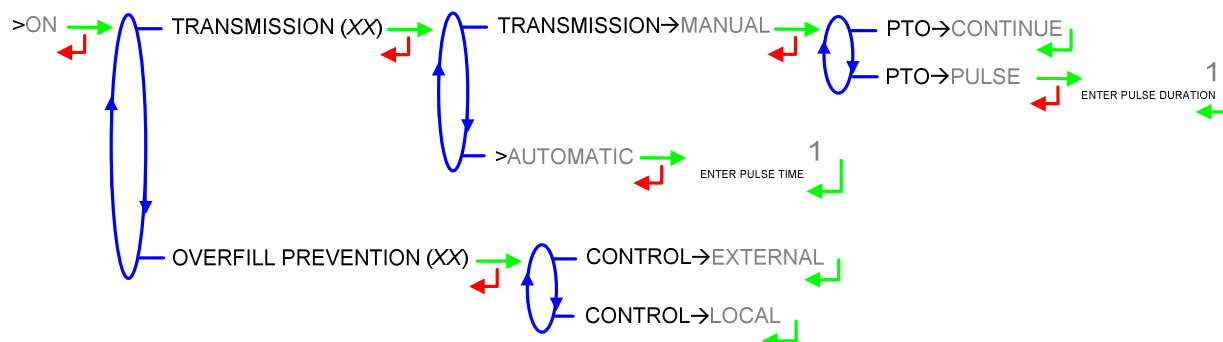 >ON
TRANSMISSION (XX)
TRANSMISSION→MANUAL
PTO→CONTINUE
PTO→PULSE
1
ENTER PULSE DURATION
>AUTOMATIC
1
ENTER PULSE TIME
OVERFILL PREVENTION (XX)
CONTROL→EXTERNAL
CONTROL→LOCAL